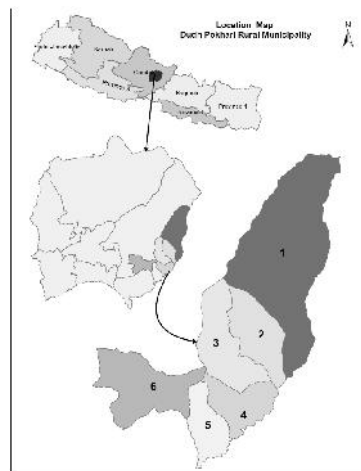 Location Map
Dudh Pokhari Rural Municipality
N
Karnali
Gandaki
Bagmati
Province 1
1
2
3
6
4
5